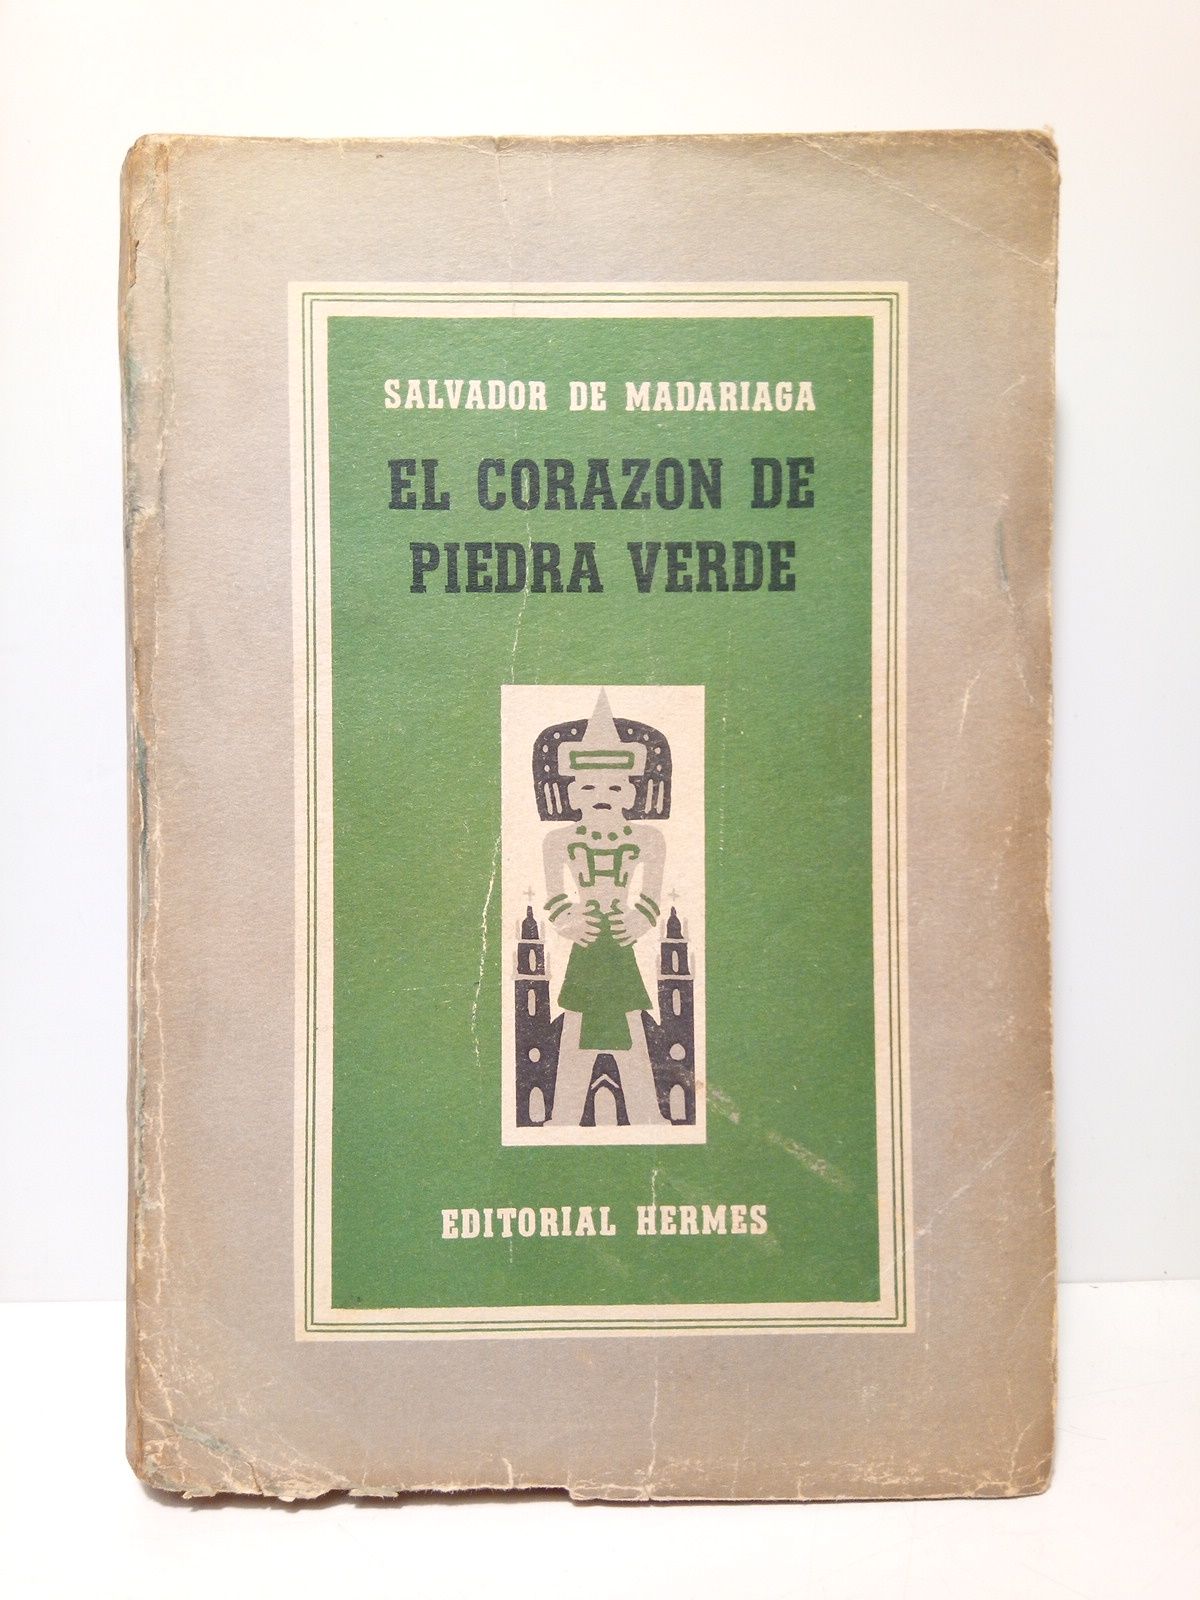 SALVADOR DE MADARIAGA
EL CORAZON DE
PIEDRA VERDE
EDITORIAL HERMES